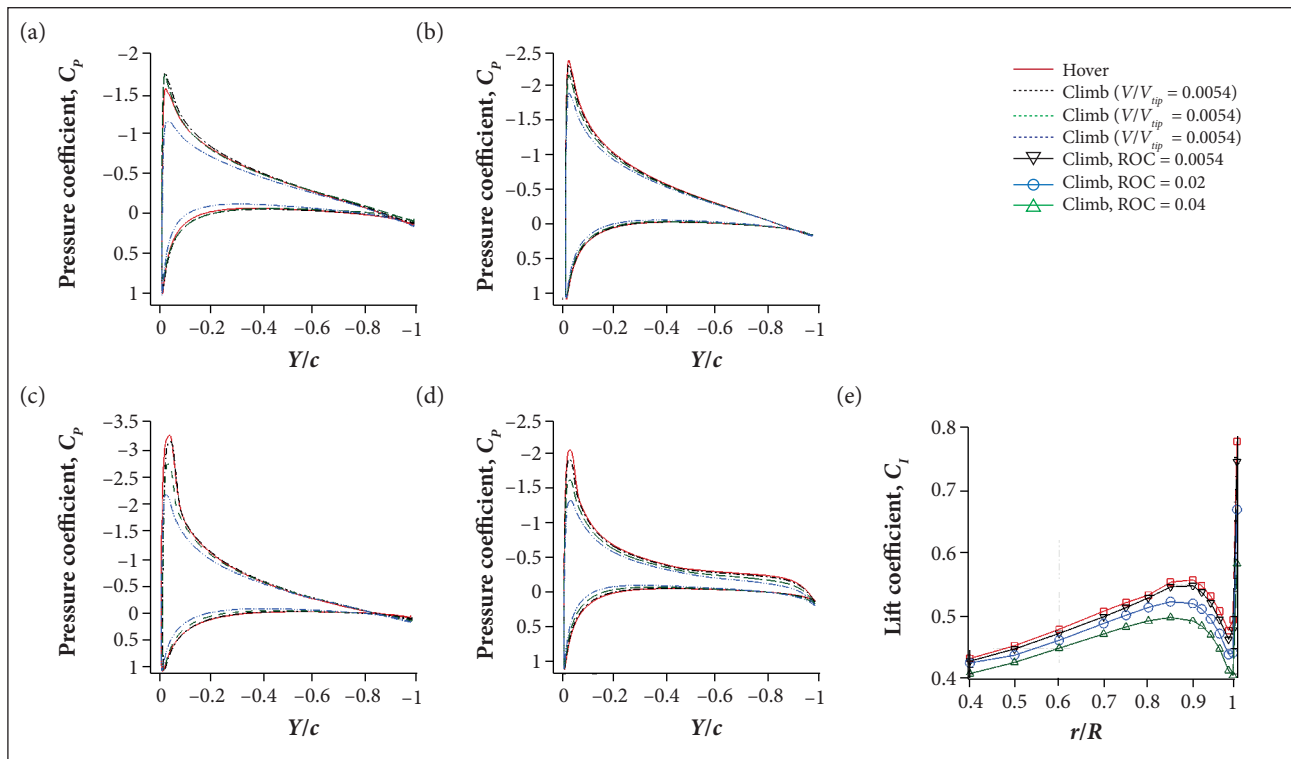 (a)
Pressure coefficient, C_P
–2
–1.5
–1
–0.5
0
0.5
1
0 –0.2 –0.4 –0.6 –0.8 –1
Y/c
(b)
Pressure coefficient, C_P
–2.5
–2
–1.5
–1
–0.5
0
0.5
1
0 –0.2 –0.4 –0.6 –0.8 –1
Y/c
Hover
Climb (V/V_tip = 0.0054)
Climb (V/V_tip = 0.0054)
Climb (V/V_tip = 0.0054)
Climb, ROC = 0.0054
Climb, ROC = 0.02
Climb, ROC = 0.04
(c)
Pressure coefficient, C_P
–3.5
–3
–2.5
–2
–1.5
–1
–0.5
0
0.5
1
0 –0.2 –0.4 –0.6 –0.8 –1
Y/c
(d)
Pressure coefficient, C_P
–2.5
–2
–1.5
–1
–0.5
0
0.5
1
0 –0.2 –0.4 –0.6 –0.8 –1
Y/c
(e)
Lift coefficient, C_I
0.8
0.7
0.6
0.5
0.4
0.4 0.5 0.6 0.7 0.8 0.9 1
r/R